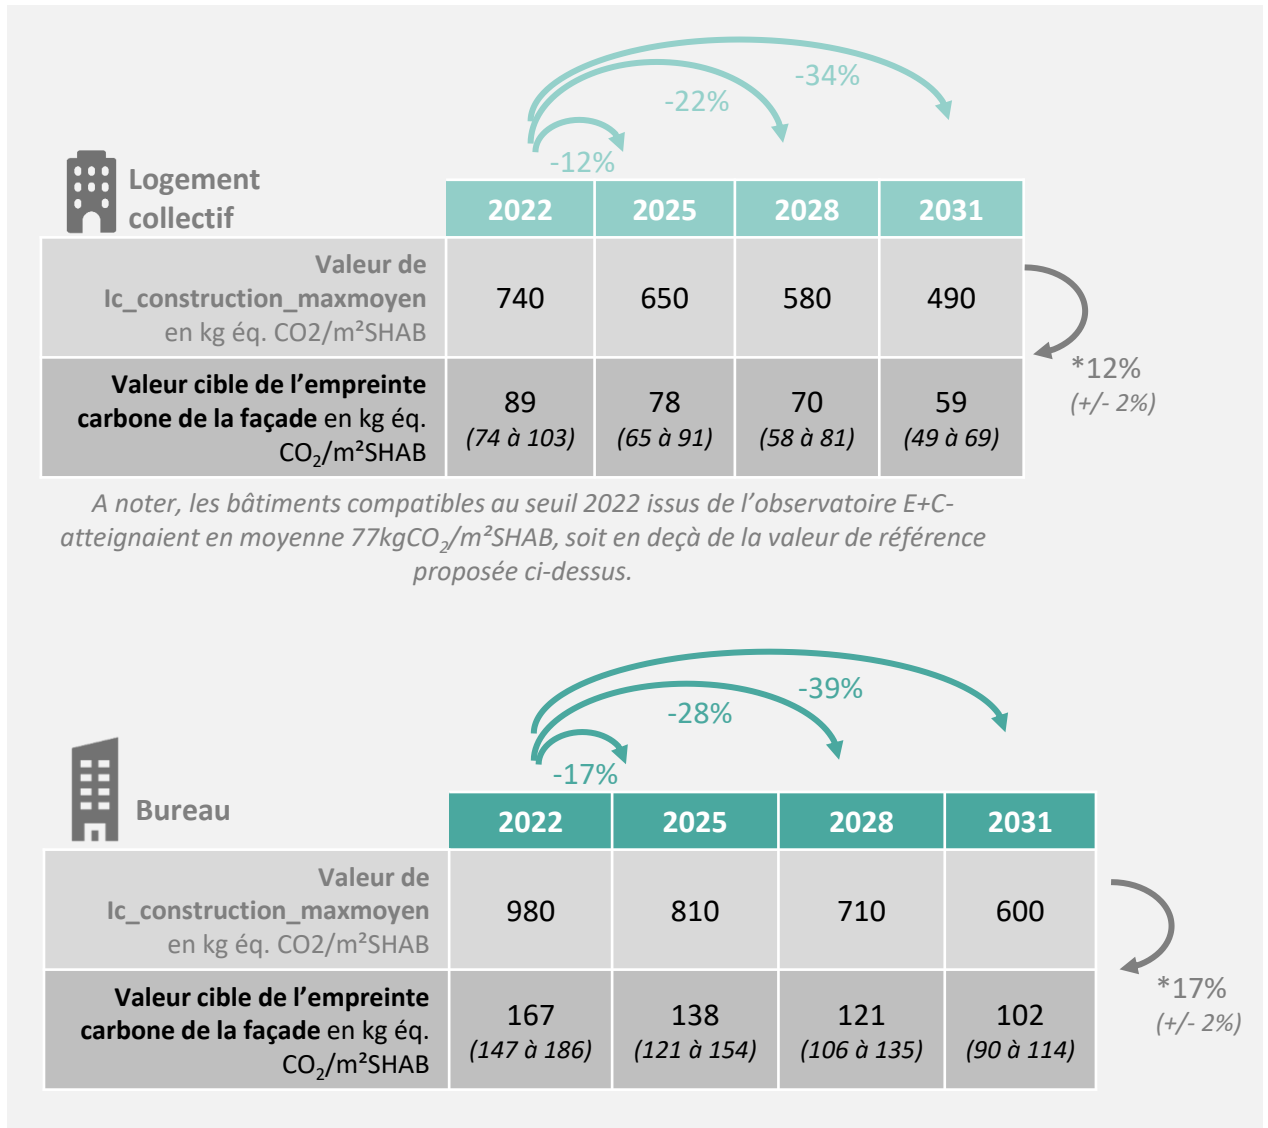 -34%
-22%
-12%
Logement
collectif
2022 2025 2028 2031
Valeur de
Ic_construction_maxmoyen
en kg éq. CO2/m²SHAB
740 650 580 490
*12%
(+/- 2%)
Valeur cible de l’empreinte
carbone de la façade en kg éq.
CO₂/m²SHAB
89 78 70 59
(74 à 103) (65 à 91) (58 à 81) (49 à 69)
A noter, les bâtiments compatibles au seuil 2022 issus de l’observatoire E+C-
atteignaient en moyenne 77kgCO₂/m²SHAB, soit en deçà de la valeur de référence
proposée ci-dessus.
-39%
-28%
-17%
Bureau
2022 2025 2028 2031
Valeur de
Ic_construction_maxmoyen
en kg éq. CO2/m²SHAB
980 810 710 600
*17%
(+/- 2%)
Valeur cible de l’empreinte
carbone de la façade en kg éq.
CO₂/m²SHAB
167 138 121 102
(147 à 186) (121 à 154) (106 à 135) (90 à 114)